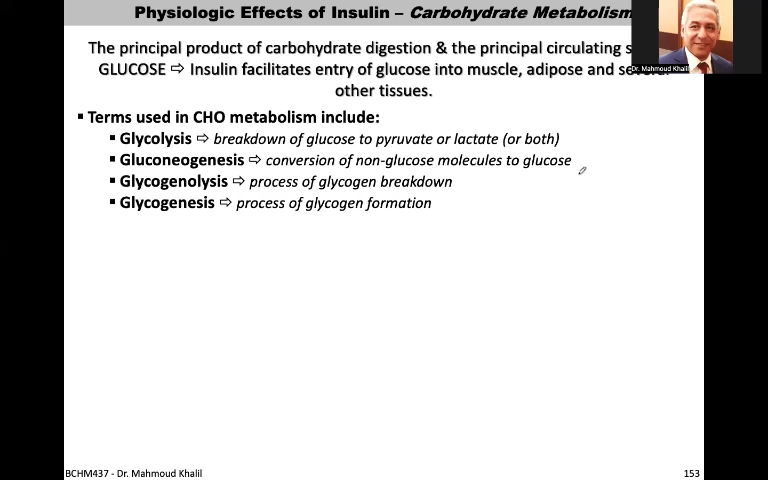 Physiologic Effects of Insulin – Carbohydrate Metabolism
The principal product of carbohydrate digestion & the principal circulating
GLUCOSE ⇨ Insulin facilitates entry of glucose into muscle, adipose and
other tissues.
Dr. Mahmoud Khalil
▪ Terms used in CHO metabolism include:
▪ Glycolysis ⇨ breakdown of glucose to pyruvate or lactate (or both)
▪ Gluconeogenesis ⇨ conversion of non-glucose molecules to glucose
▪ Glycogenolysis ⇨ process of glycogen breakdown
▪ Glycogenesis ⇨ process of glycogen formation
BCHM437 - Dr. Mahmoud Khalil
153